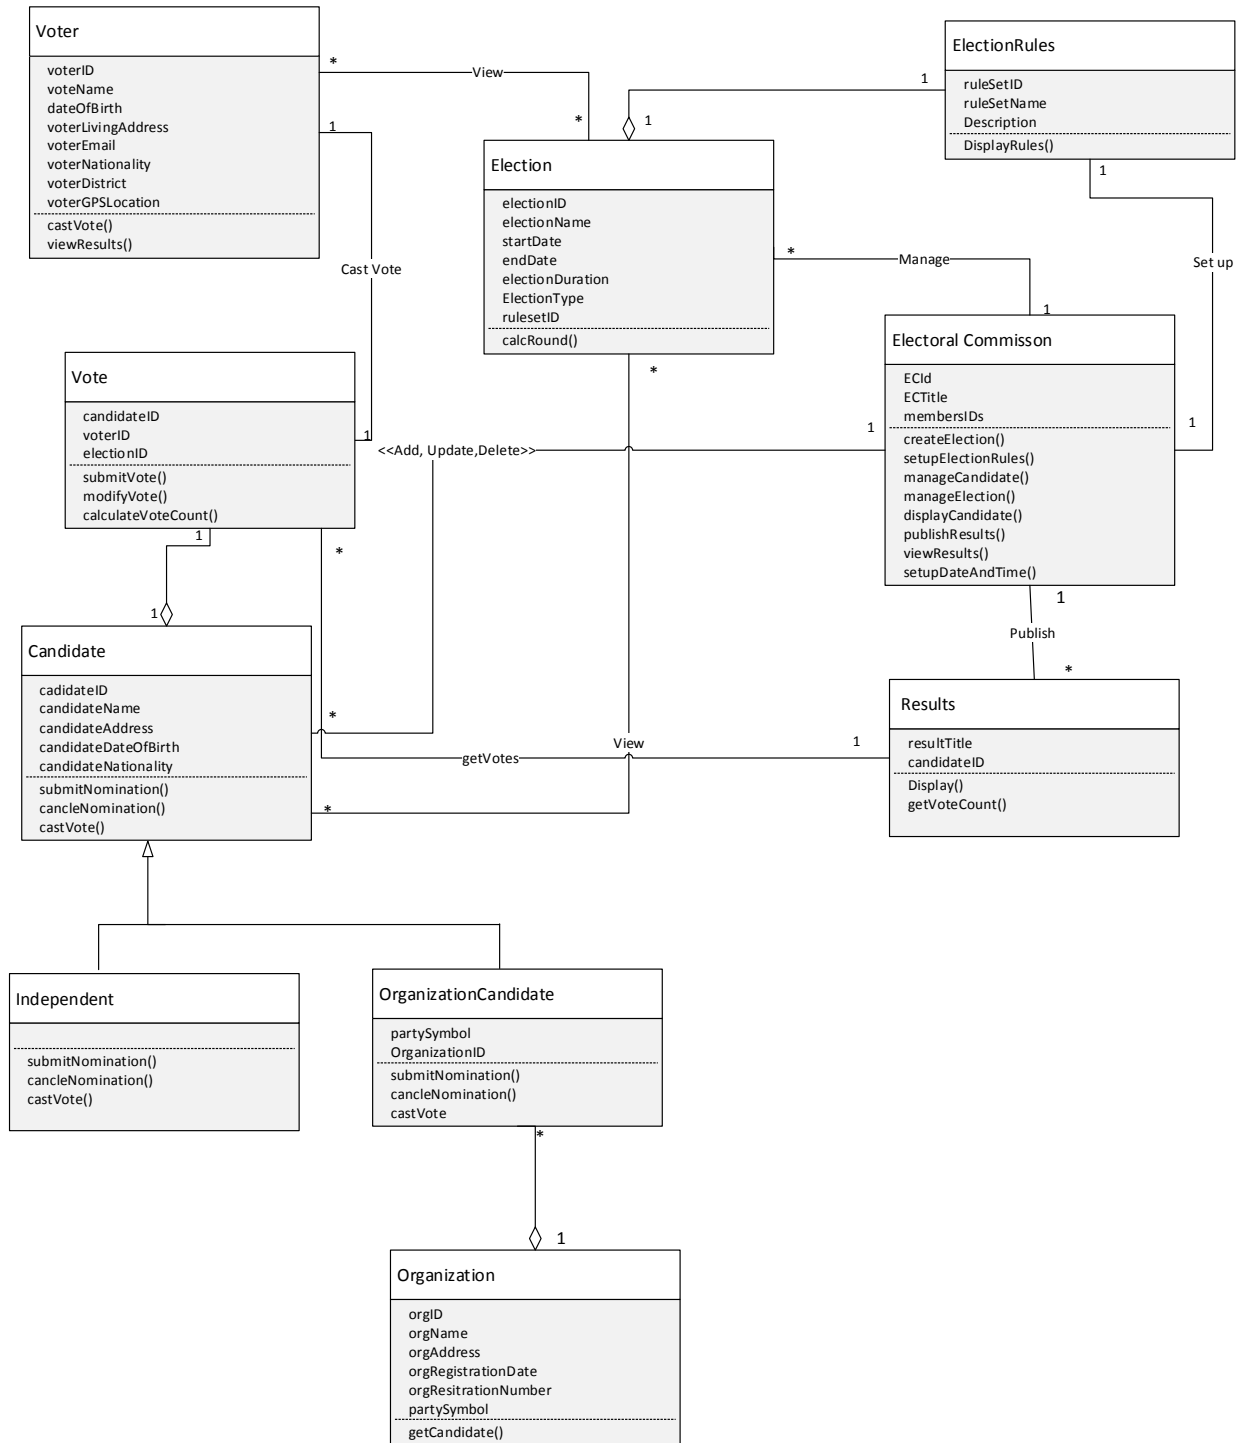 Voter
voterID
voteName
dateOfBirth
voterLivingAddress
voterEmail
voterNationality
voterDistrict
voterGPSLocation
castVote()
viewResults()
*
View
*
1
Cast Vote
1
ElectionRules
ruleSetID
ruleSetName
Description
DisplayRules()
1
1
1
Set up
1
Election
electionID
electionName
startDate
endDate
electionDuration
ElectionType
rulesetID
calcRound()
*
Manage
1
*
Electoral Commisson
ECId
ECTitle
membersIDs
createElection()
setupElectionRules()
manageCandidate()
manageElection()
displayCandidate()
publishResults()
viewResults()
setupDateAndTime()
1
<<Add, Update,Delete>>
*
Vote
candidateID
voterID
electionID
submitVote()
modifyVote()
calculateVoteCount()
1
*
1
1
Publish
*
Candidate
cadidateID
candidateName
candidateAddress
candidateDateOfBirth
candidateNationality
submitNomination()
cancleNomination()
castVote()
View
*
getVotes
1
Results
resultTitle
candidateID
Display()
getVoteCount()
Independent
submitNomination()
cancleNomination()
castVote()
OrganizationCandidate
partySymbol
OrganizationID
submitNomination()
cancleNomination()
castVote
*
1
Organization
orgID
orgName
orgAddress
orgRegistrationDate
orgResitrationNumber
partySymbol
getCandidate()